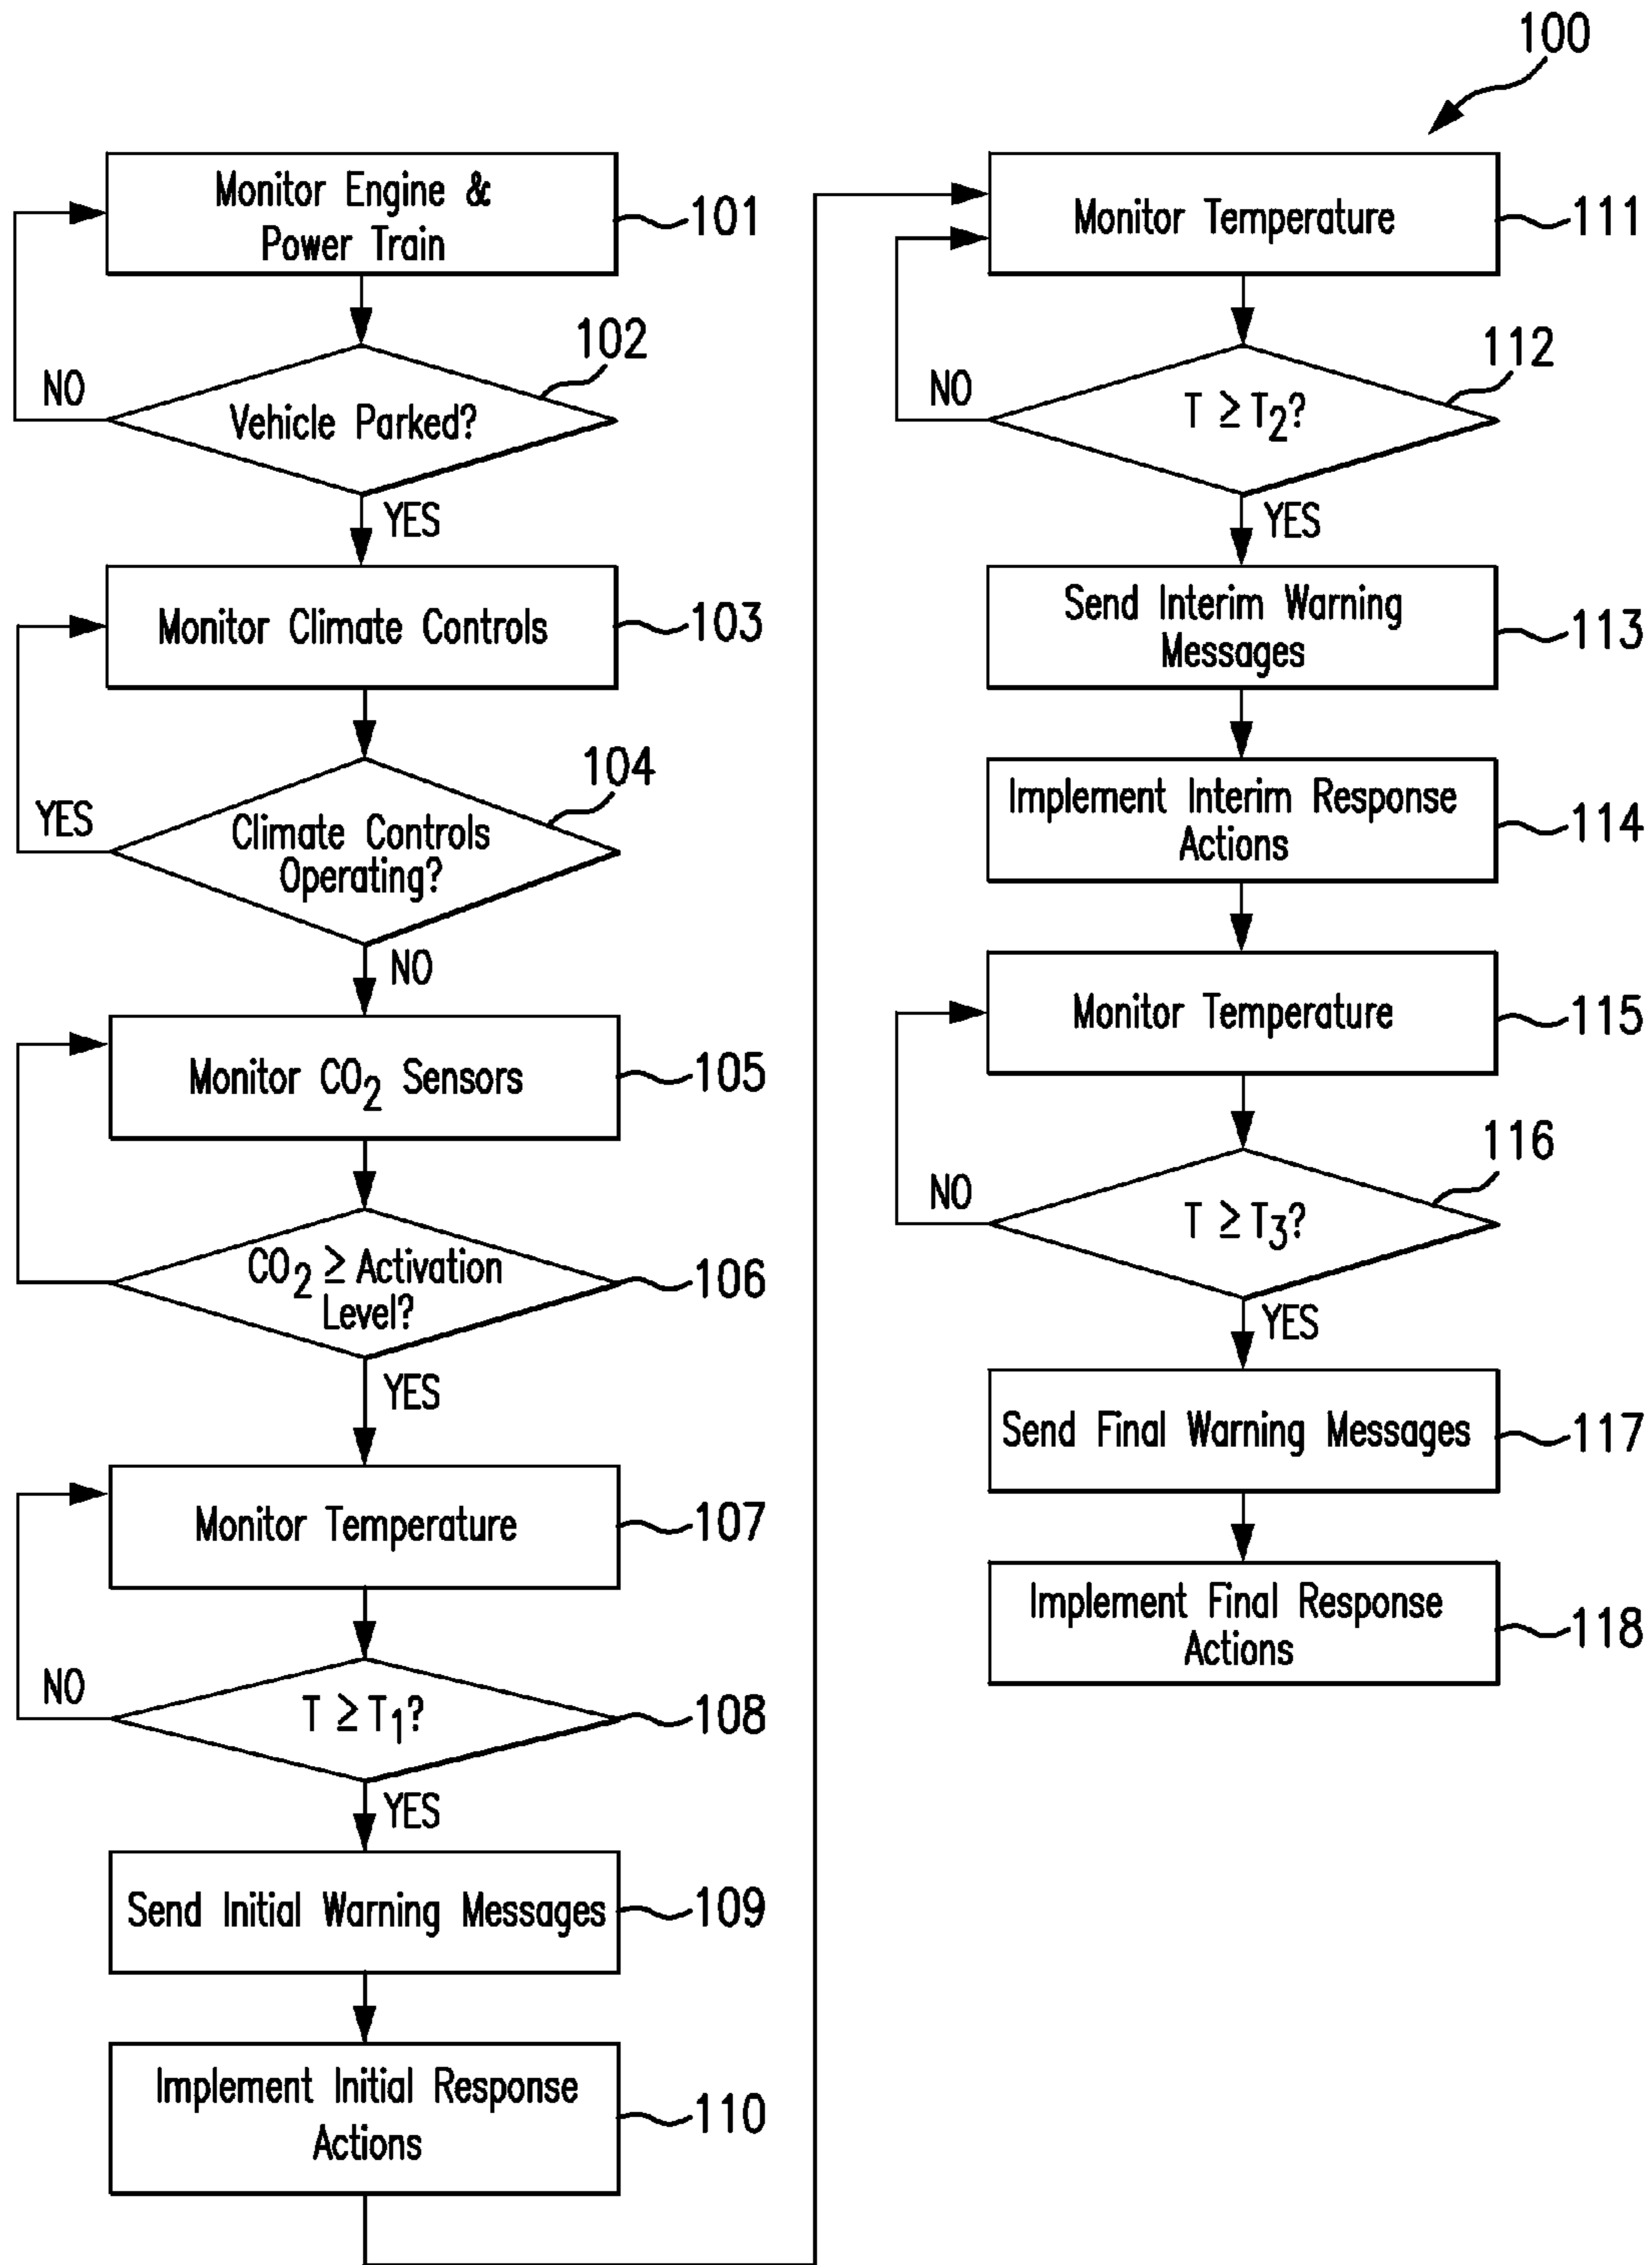 100
Monitor Engine &
Power Train
101
102
Vehicle Parked?
NO
YES
Monitor Climate Controls
103
104
Climate Controls
Operating?
YES
NO
Monitor CO₂ Sensors
105
CO₂ ≥ Activation
Level?
106
YES
Monitor Temperature
107
T ≥ T₁?
108
NO
YES
Send Initial Warning Messages
109
Implement Initial Response
Actions
110
Monitor Temperature
111
112
T ≥ T₂?
NO
YES
Send Interim Warning
Messages
113
Implement Interim Response
Actions
114
Monitor Temperature
115
116
T ≥ T₃?
NO
YES
Send Final Warning Messages
117
Implement Final Response
Actions
118